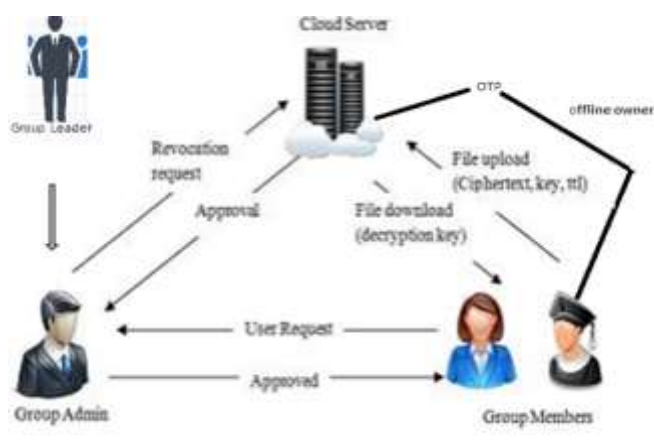 Cloud Server
Group Leader
OTP
offline owner
Revocation
request
File upload
(Ciphertext, key, ttl)
Approval
File download
(decryption key)
User Request
Approved
Group Admin
Group Members